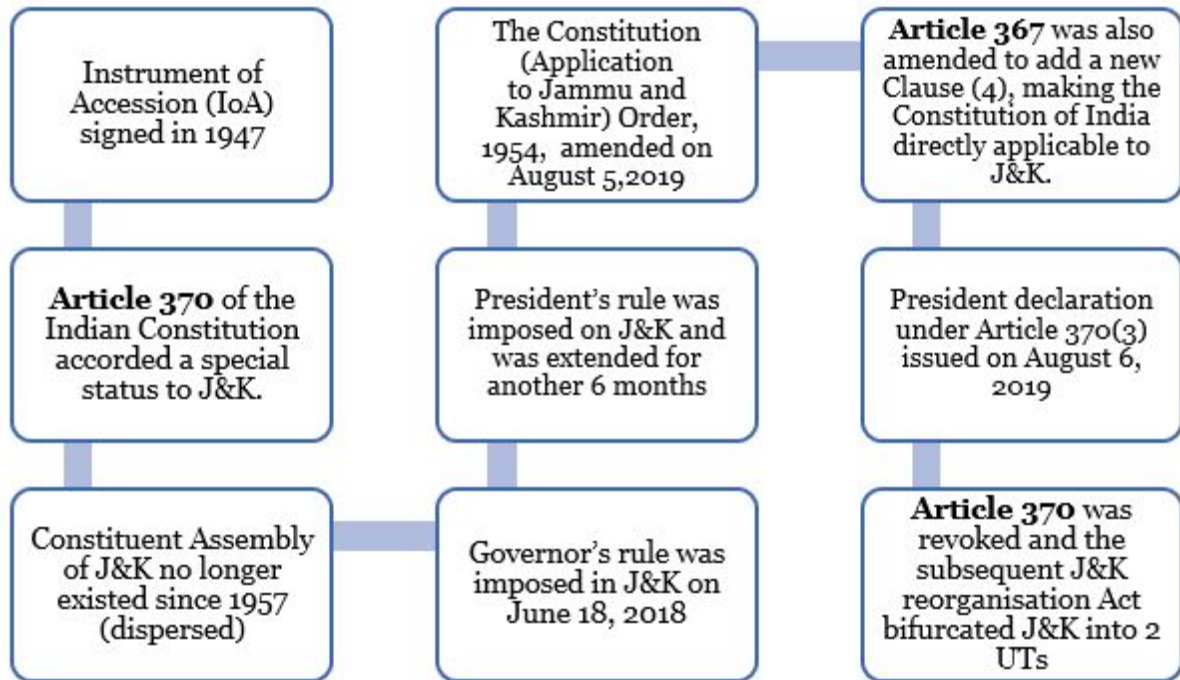 Instrument of
Accession (IoA)
signed in 1947
Article 370 of the
Indian Constitution
accorded a special
status to J&K.
Constituent Assembly
of J&K no longer
existed since 1957
(dispersed)
Governor’s rule was
imposed in J&K on
June 18, 2018
President’s rule was
imposed on J&K and
was extended for
another 6 months
The Constitution
(Application
to Jammu and
Kashmir) Order,
1954,  amended on
August 5,2019
Article 367 was also
amended to add a new
Clause (4), making the
Constitution of India
directly applicable to
J&K.
President declaration
under Article 370(3)
issued on August 6,
2019
Article 370 was
revoked and the
subsequent J&K
reorganisation Act
bifurcated J&K into 2
UTs